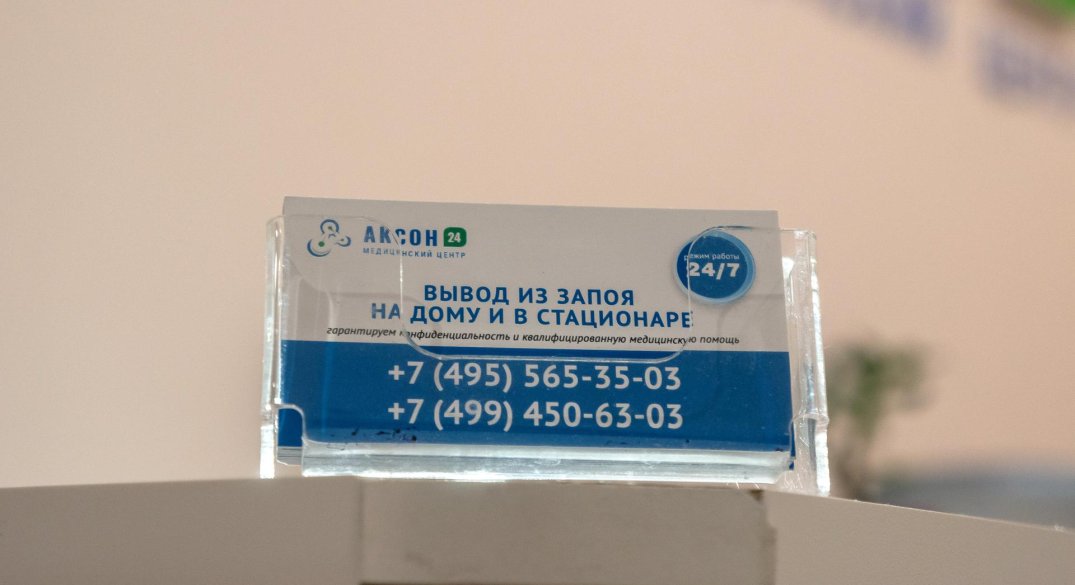 АКСОН 24
МЕДИЦИНСКИЙ ЦЕНТР
режим работы
24/7
ВЫВОД ИЗ ЗАПОЯ
НА ДОМУ И В СТАЦИОНАРЕ
гарантируем конфиденциальность и квалифицированную медицинскую помощь
+7 (495) 565-35-03
+7 (499) 450-63-03